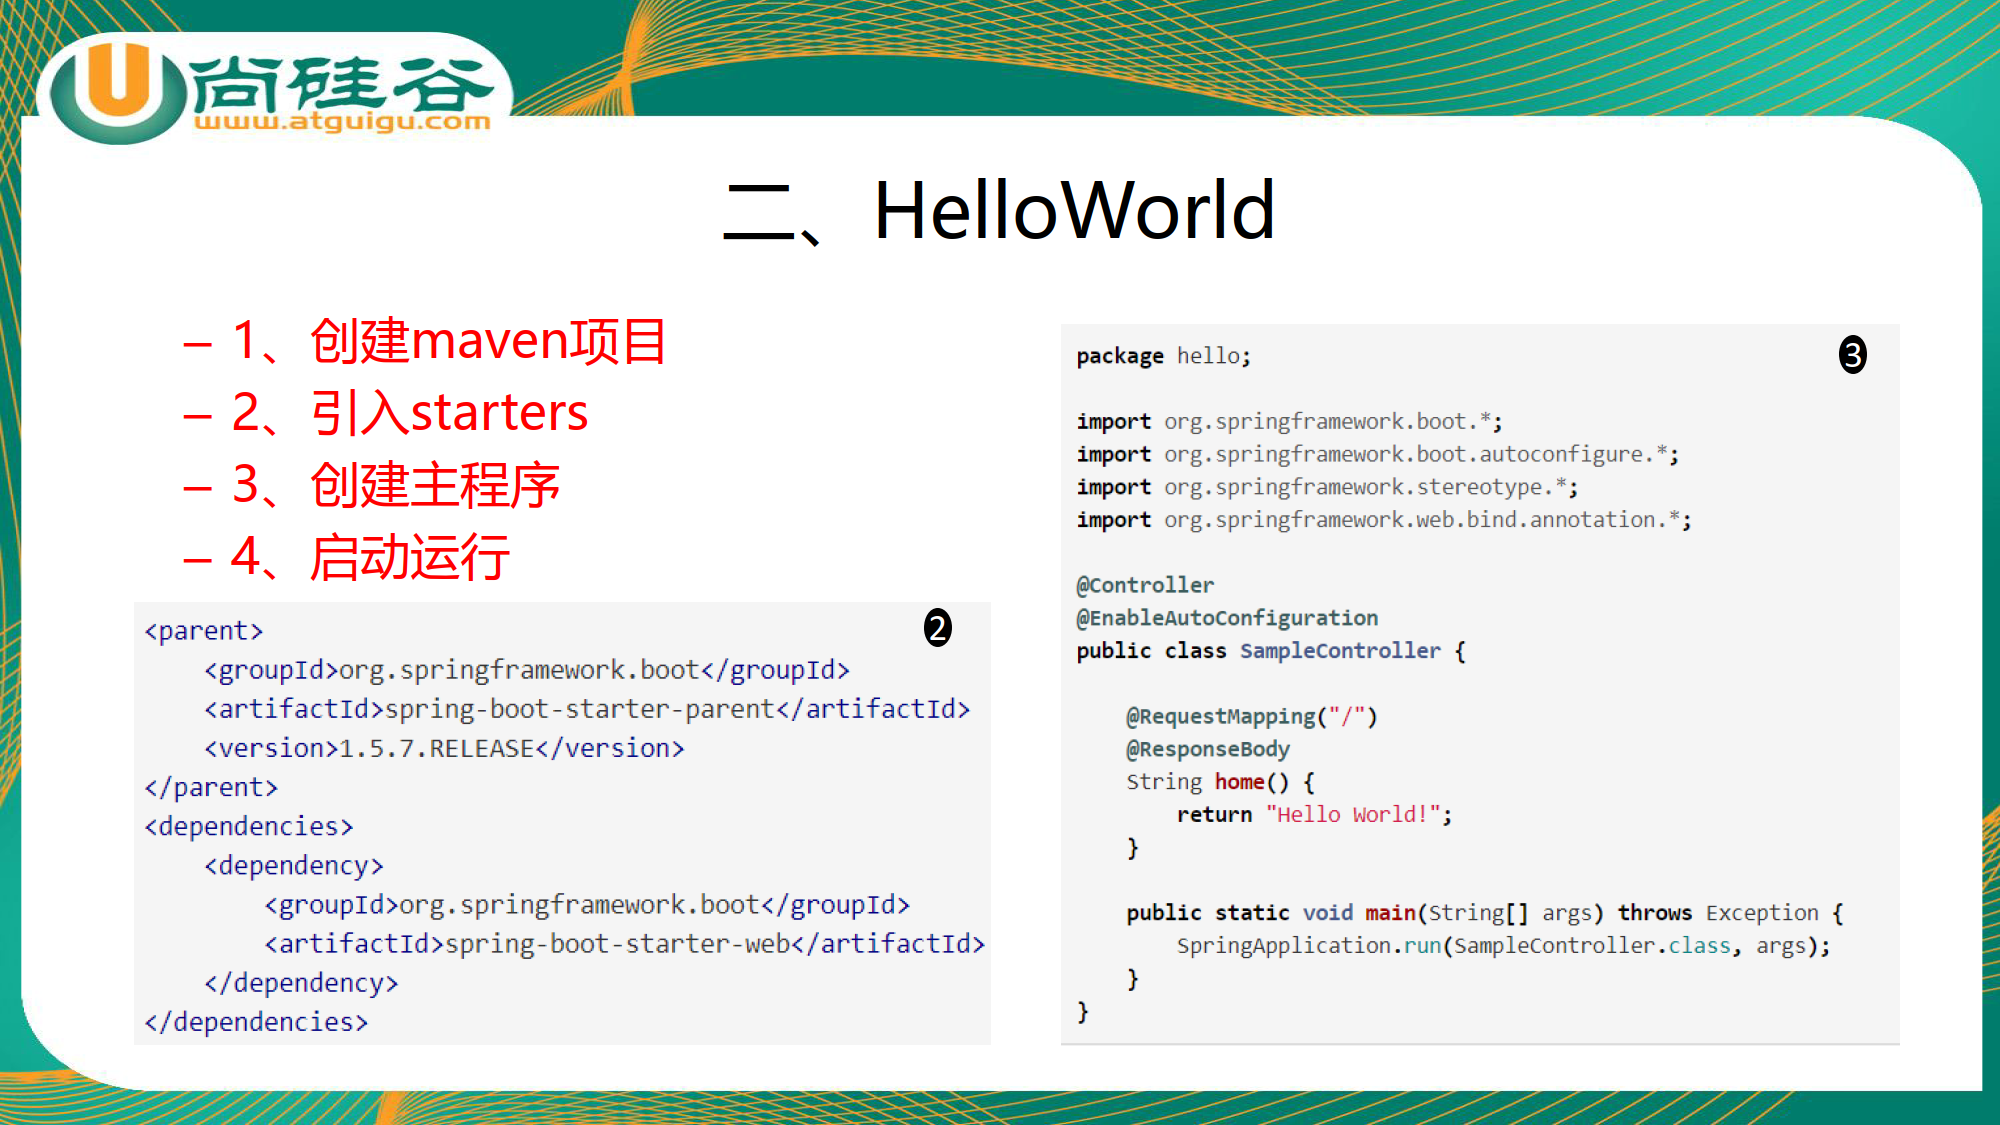 尚硅谷
www.atguigu.com
二、HelloWorld
– 1、创建maven项目
– 2、引入starters
– 3、创建主程序
– 4、启动运行
2
<parent>
    <groupId>org.springframework.boot</groupId>
    <artifactId>spring-boot-starter-parent</artifactId>
    <version>1.5.7.RELEASE</version>
</parent>
<dependencies>
    <dependency>
        <groupId>org.springframework.boot</groupId>
        <artifactId>spring-boot-starter-web</artifactId>
    </dependency>
</dependencies>
3
package hello;
import org.springframework.boot.*;
import org.springframework.boot.autoconfigure.*;
import org.springframework.stereotype.*;
import org.springframework.web.bind.annotation.*;
@Controller
@EnableAutoConfiguration
public class SampleController {
    @RequestMapping("/")
    @ResponseBody
    String home() {
        return "Hello World!";
    }
    public static void main(String[] args) throws Exception {
        SpringApplication.run(SampleController.class, args);
    }
}